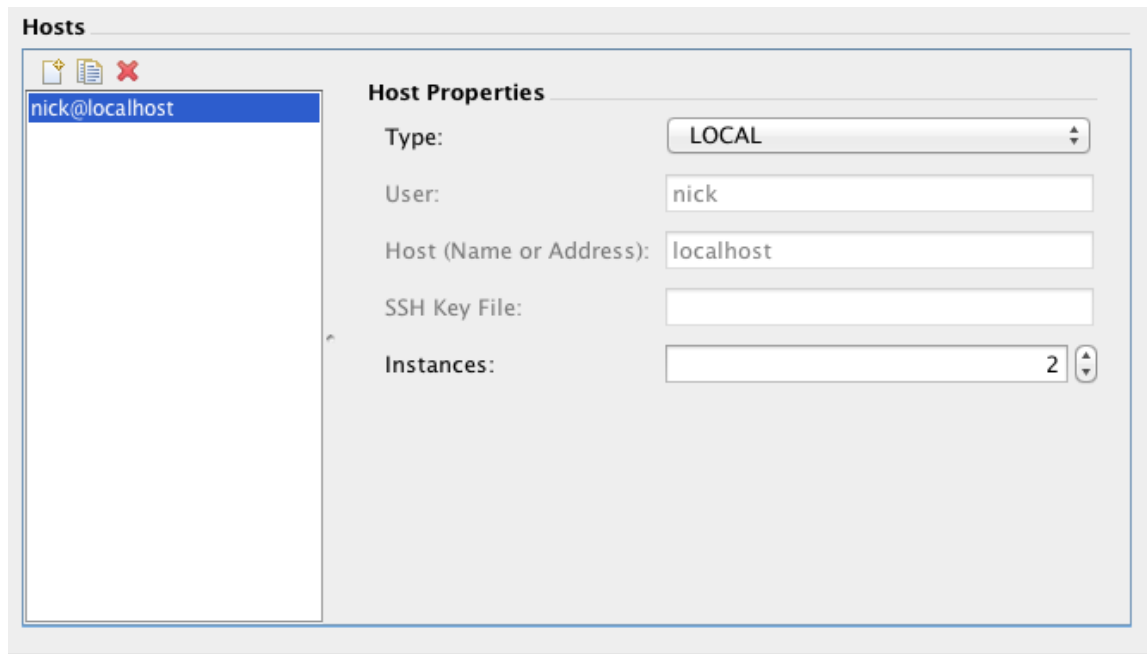 Hosts
nick@localhost
Host Properties
Type: LOCAL
User: nick
Host (Name or Address): localhost
SSH Key File:
Instances: 2